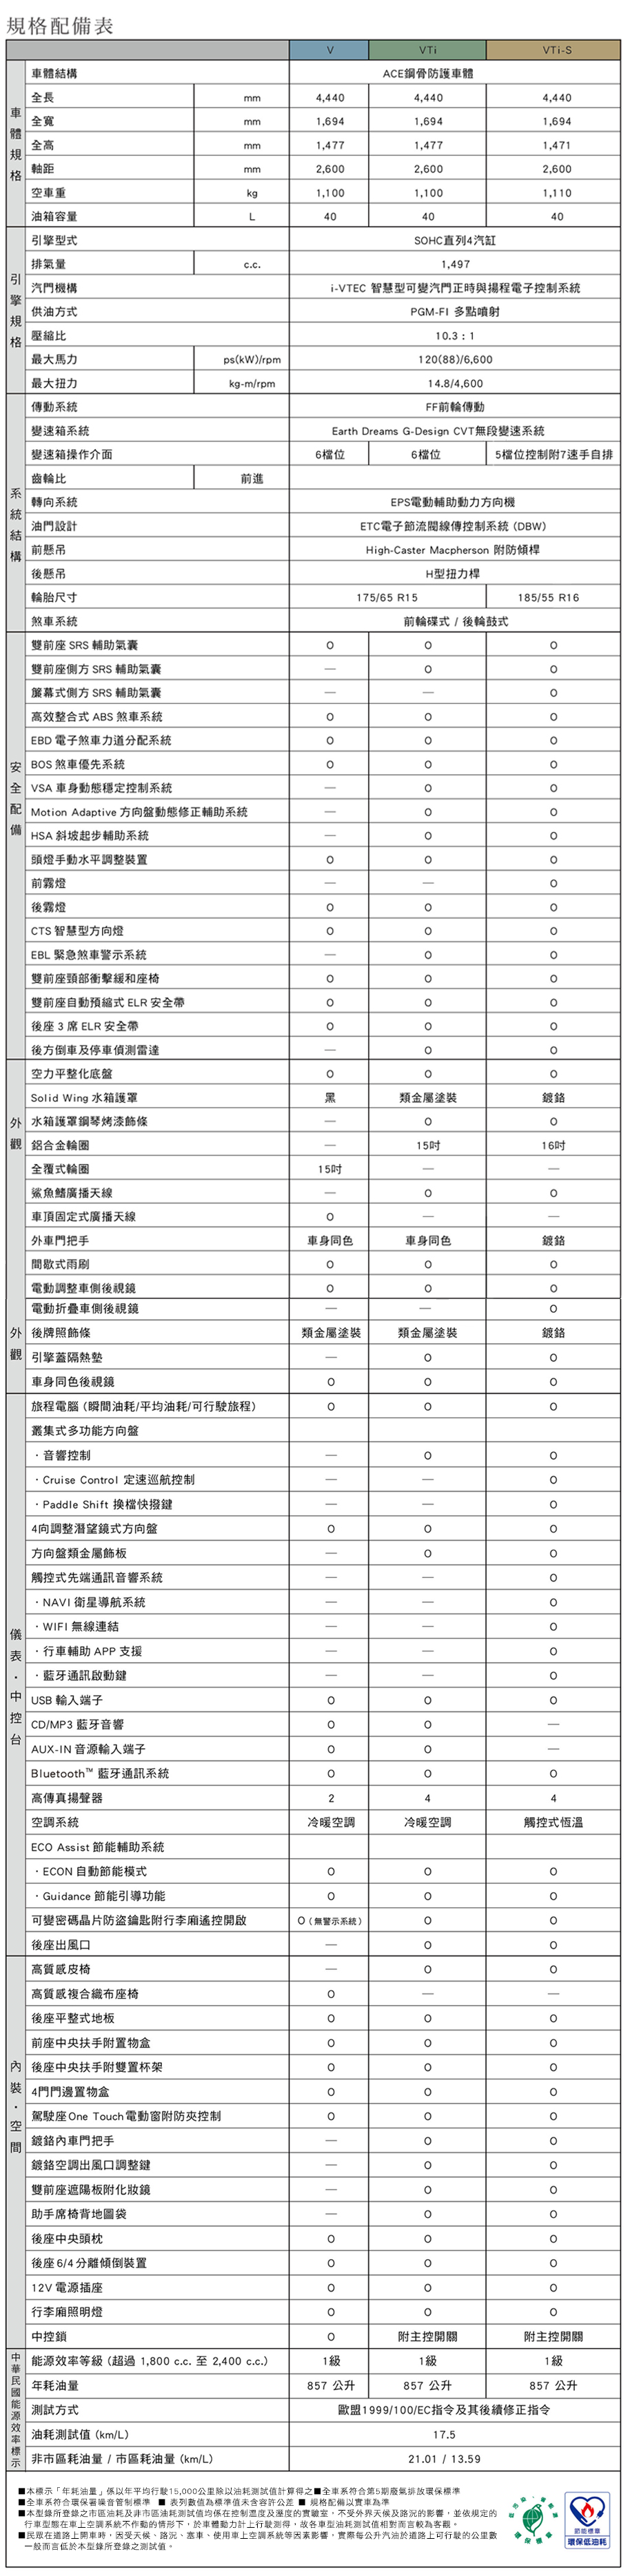 規格配備表
V VTi VTi-S
車體規格
車體結構 ACE鋼骨防護車體
全長 mm 4,440 4,440 4,440
全寬 mm 1,694 1,694 1,694
全高 mm 1,477 1,477 1,471
軸距 mm 2,600 2,600 2,600
空車重 kg 1,100 1,100 1,110
油箱容量 L 40 40 40
引擎規格
引擎型式 SOHC直列4汽缸
排氣量 c.c. 1,497
汽門機構 i-VTEC 智慧型可變汽門正時與揚程電子控制系統
供油方式 PGM-FI 多點噴射
壓縮比 10.3 : 1
最大馬力 ps(kW)/rpm 120(88)/6,600
最大扭力 kg-m/rpm 14.8/4,600
系統結構
傳動系統 FF前輪傳動
變速箱系統 Earth Dreams G-Design CVT無段變速系統
變速箱操作介面 6檔位 6檔位 5檔位控制附7速手自排
齒輪比 前進
轉向系統 EPS電動輔助動力方向機
油門設計 ETC電子節流閥線傳控制系統 (DBW)
前懸吊 High-Caster Macpherson 附防傾桿
後懸吊 H型扭力桿
輪胎尺寸 175/65 R15 185/55 R16
煞車系統 前輪碟式 / 後輪鼓式
安全配備
雙前座 SRS 輔助氣囊 O O O
雙前座側方 SRS 輔助氣囊 — O O
簾幕式側方 SRS 輔助氣囊 — — O
高效整合式 ABS 煞車系統 O O O
EBD 電子煞車力道分配系統 O O O
BOS 煞車優先系統 O O O
VSA 車身動態穩定控制系統 — O O
Motion Adaptive 方向盤動態修正輔助系統 — O O
HSA 斜坡起步輔助系統 — O O
頭燈手動水平調整裝置 O O O
前霧燈 — — O
後霧燈 O O O
CTS 智慧型方向燈 O O O
EBL 緊急煞車警示系統 — O O
雙前座頸部衝擊緩和座椅 O O O
雙前座自動預縮式 ELR 安全帶 O O O
後座 3 席 ELR 安全帶 O O O
後方倒車及停車偵測雷達 — O O
外觀
空力平整化底盤 O O O
Solid Wing 水箱護罩 黑 類金屬塗裝 鍍鉻
水箱護罩鋼琴烤漆飾條 — O O
鋁合金輪圈 — 15吋 16吋
全覆式輪圈 15吋 — —
鯊魚鰭廣播天線 — O O
車頂固定式廣播天線 O — —
外車門把手 車身同色 車身同色 鍍鉻
間歇式雨刷 O O O
電動調整車側後視鏡 O O O
外觀
電動折疊車側後視鏡 — — O
後牌照飾條 類金屬塗裝 類金屬塗裝 鍍鉻
引擎蓋隔熱墊 — O O
車身同色後視鏡 O O O
儀表・中控台
旅程電腦 (瞬間油耗/平均油耗/可行駛旅程) O O O
叢集式多功能方向盤
・音響控制 — O O
・Cruise Control 定速巡航控制 — — O
・Paddle Shift 換檔快撥鍵 — — O
4向調整潛望鏡式方向盤 O O O
方向盤類金屬飾板 — O O
觸控式先端通訊音響系統 — — O
・NAVI 衛星導航系統 — — O
・WIFI 無線連結 — — O
・行車輔助 APP 支援 — — O
・藍牙通訊啟動鍵 — — O
USB 輸入端子 O O O
CD/MP3 藍牙音響 O O —
AUX-IN 音源輸入端子 O O —
Bluetooth™ 藍牙通訊系統 O O O
高傳真揚聲器 2 4 4
空調系統 冷暖空調 冷暖空調 觸控式恆溫
ECO Assist 節能輔助系統
・ECON 自動節能模式 O O O
・Guidance 節能引導功能 O O O
可變密碼晶片防盜鑰匙附行李廂遙控開啟 O (無警示系統) O O
後座出風口 — O O
內裝・空間
高質感皮椅 — O O
高質感複合織布座椅 O — —
後座平整式地板 O O O
前座中央扶手附置物盒 O O O
後座中央扶手附雙置杯架 O O O
4門門邊置物盒 O O O
駕駛座One Touch電動窗附防夾控制 O O O
鍍鉻內車門把手 — O O
鍍鉻空調出風口調整鍵 — O O
雙前座遮陽板附化妝鏡 — O O
助手席椅背地圖袋 — O O
後座中央頭枕 O O O
後座6/4分離傾倒裝置 O O O
12V 電源插座 O O O
行李廂照明燈 O O O
中控鎖 O 附主控開關 附主控開關
中華民國能源效率標示
能源效率等級 (超過 1,800 c.c. 至 2,400 c.c.) 1級 1級 1級
年耗油量 857 公升 857 公升 857 公升
測試方式 歐盟1999/100/EC指令及其後續修正指令
油耗測試值 (km/L) 17.5
非市區耗油量 / 市區耗油量 (km/L) 21.01 / 13.59
■本標示「年耗油量」係以年平均行駛15,000公里除以油耗測試值計算得之■全車系符合第5期廢氣排放環保標準
■全車系符合環保署噪音管制標準 ■ 表列數值為標準值未含容許公差 ■ 規格配備以實車為準
■本型錄所登錄之市區油耗及非市區油耗測試值均係在控制溫度及溼度的實驗室，不受外界天候及路況的影響，並依規定的
行車型態在車上空調系統不作動的情形下，於車體動力計上行駛測得，故各車型油耗測試值相對而言較為客觀。
■民眾在道路上開車時，因受天候、路況、塞車、使用車上空調系統等因素影響，實際每公升汽油於道路上可行駛的公里數
一般而言低於本型錄所登錄之測試值。
節能標章
環保低油耗